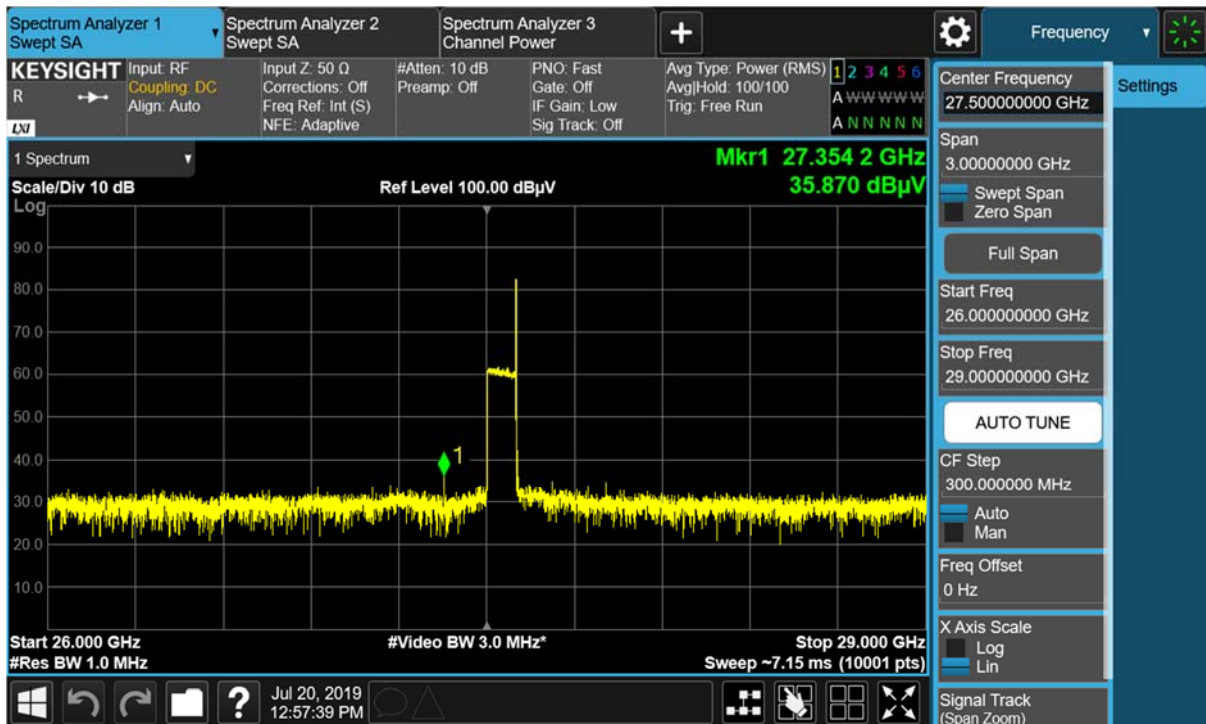 Spectrum Analyzer 1
Swept SA
Spectrum Analyzer 2
Swept SA
Spectrum Analyzer 3
Channel Power
+
Frequency
KEYSIGHT
R
LXI
Input: RF
Coupling: DC
Align: Auto
Input Z: 50 Ω
Corrections: Off
Freq Ref: Int (S)
NFE: Adaptive
#Atten: 10 dB
Preamp: Off
PNO: Fast
Gate: Off
IF Gain: Low
Sig Track: Off
Avg Type: Power (RMS)
Avg|Hold: 100/100
Trig: Free Run
1 2 3 4 5 6
A W W W W W
A N N N N N
1 Spectrum
Scale/Div 10 dB
Ref Level 100.00 dBµV
Mkr1 27.354 2 GHz
35.870 dBµV
Log
90.0
80.0
70.0
60.0
50.0
40.0
30.0
20.0
10.0
1
Start 26.000 GHz
#Res BW 1.0 MHz
#Video BW 3.0 MHz*
Stop 29.000 GHz
Sweep ~7.15 ms (10001 pts)
?
Jul 20, 2019
12:57:39 PM
Center Frequency
27.500000000 GHz
Span
3.00000000 GHz
Swept Span
Zero Span
Full Span
Start Freq
26.000000000 GHz
Stop Freq
29.000000000 GHz
AUTO TUNE
CF Step
300.000000 MHz
Auto
Man
Freq Offset
0 Hz
X Axis Scale
Log
Lin
Signal Track
(Span Zoom)
Settings